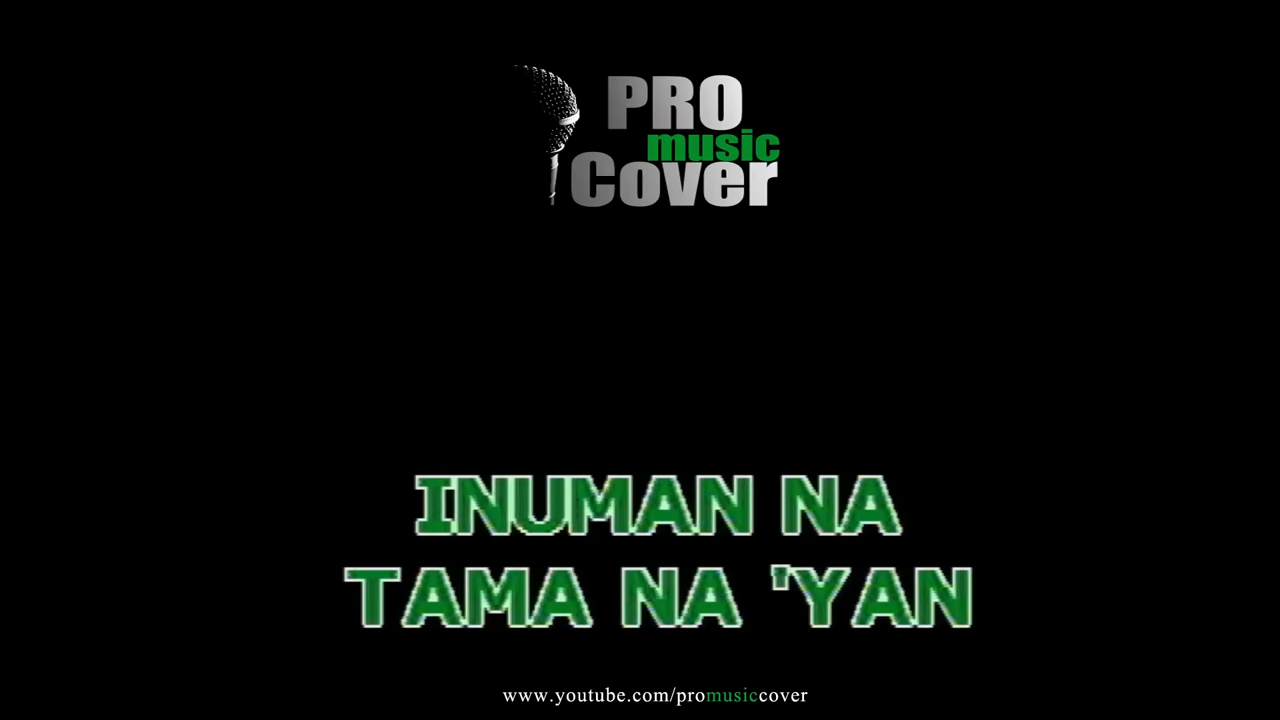 PRO
music
Cover
INUMAN NA
TAMA NA 'YAN
www.youtube.com/promusiccover